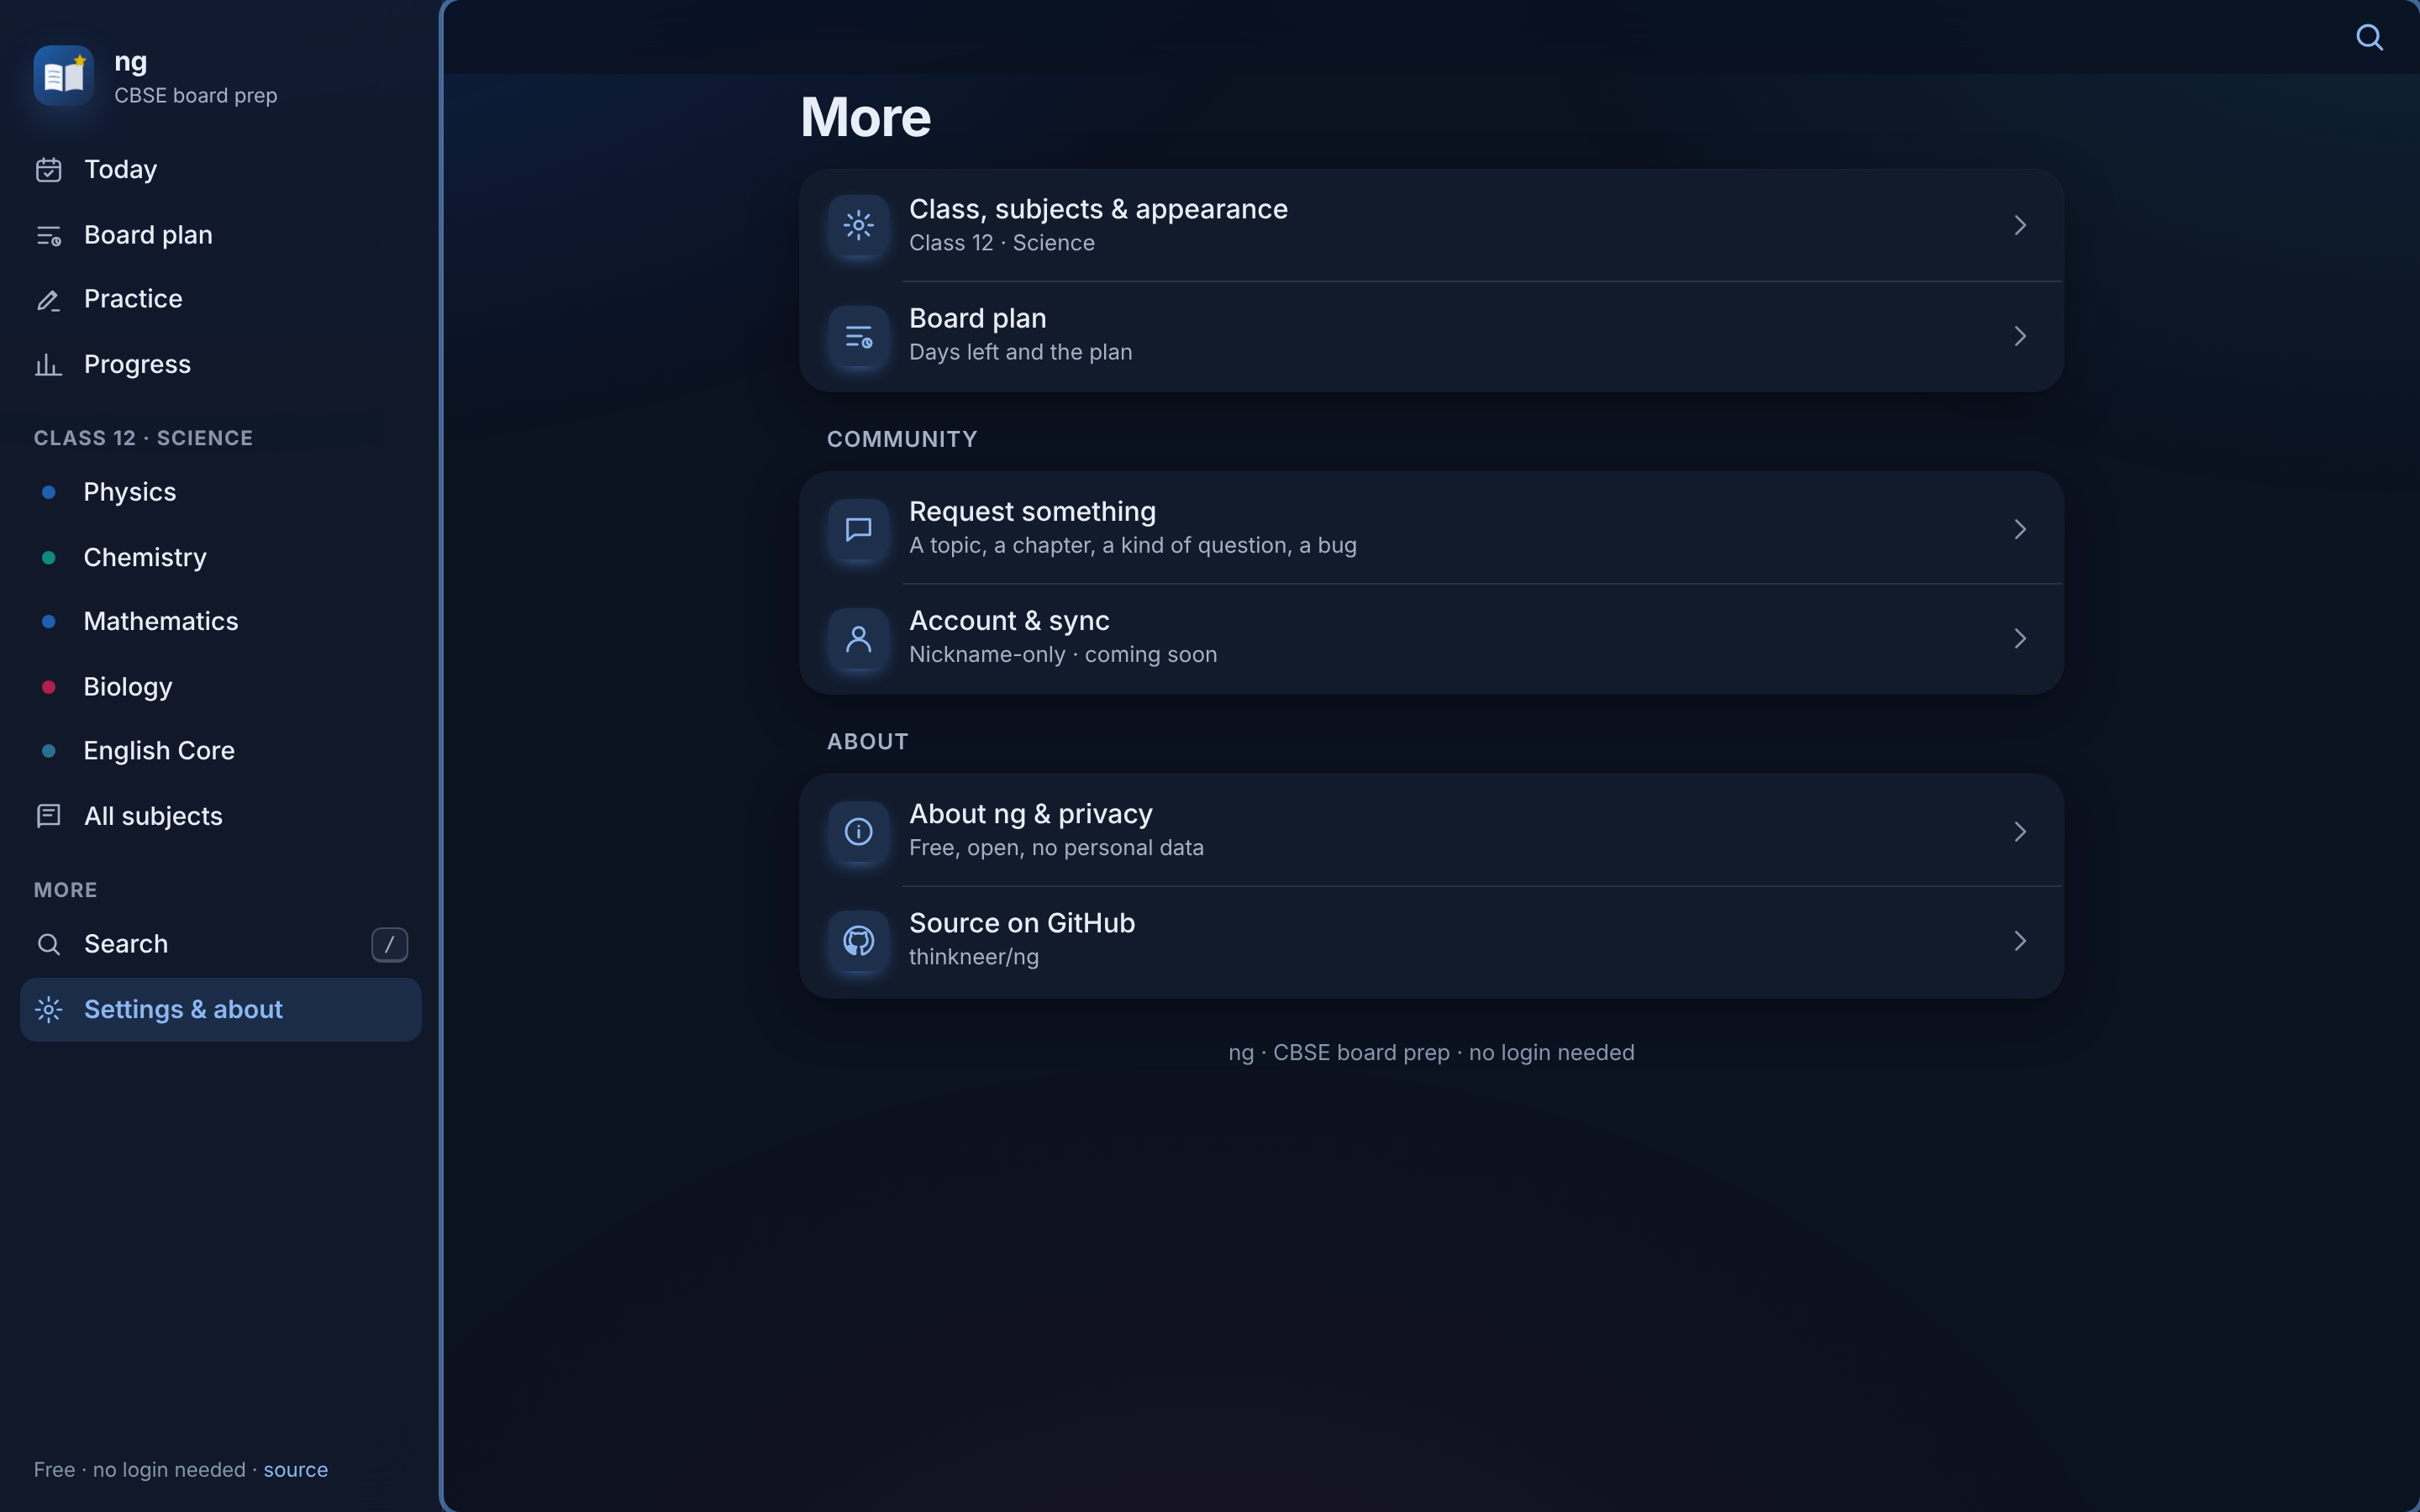 ng
CBSE board prep
Today
Board plan
Practice
Progress
CLASS 12 · SCIENCE
Physics
Chemistry
Mathematics
Biology
English Core
All subjects
MORE
Search
/
Settings & about
Free · no login needed · source
More
Class, subjects & appearance
Class 12 · Science
Board plan
Days left and the plan
COMMUNITY
Request something
A topic, a chapter, a kind of question, a bug
Account & sync
Nickname-only · coming soon
ABOUT
About ng & privacy
Free, open, no personal data
Source on GitHub
thinkneer/ng
ng · CBSE board prep · no login needed